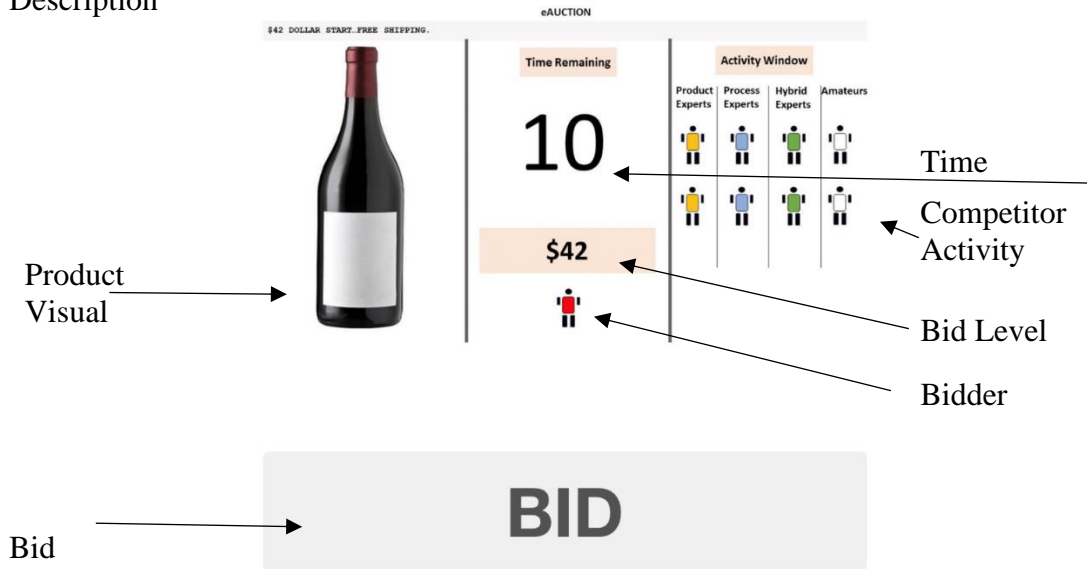 Description
eAUCTION
$42 DOLLAR START…FREE SHIPPING.
Time Remaining
Activity Window
Product Experts
Process Experts
Hybrid Experts
Amateurs
10
Time
Competitor
Activity
$42
Product
Visual
Bid Level
Bidder
BID
Bid